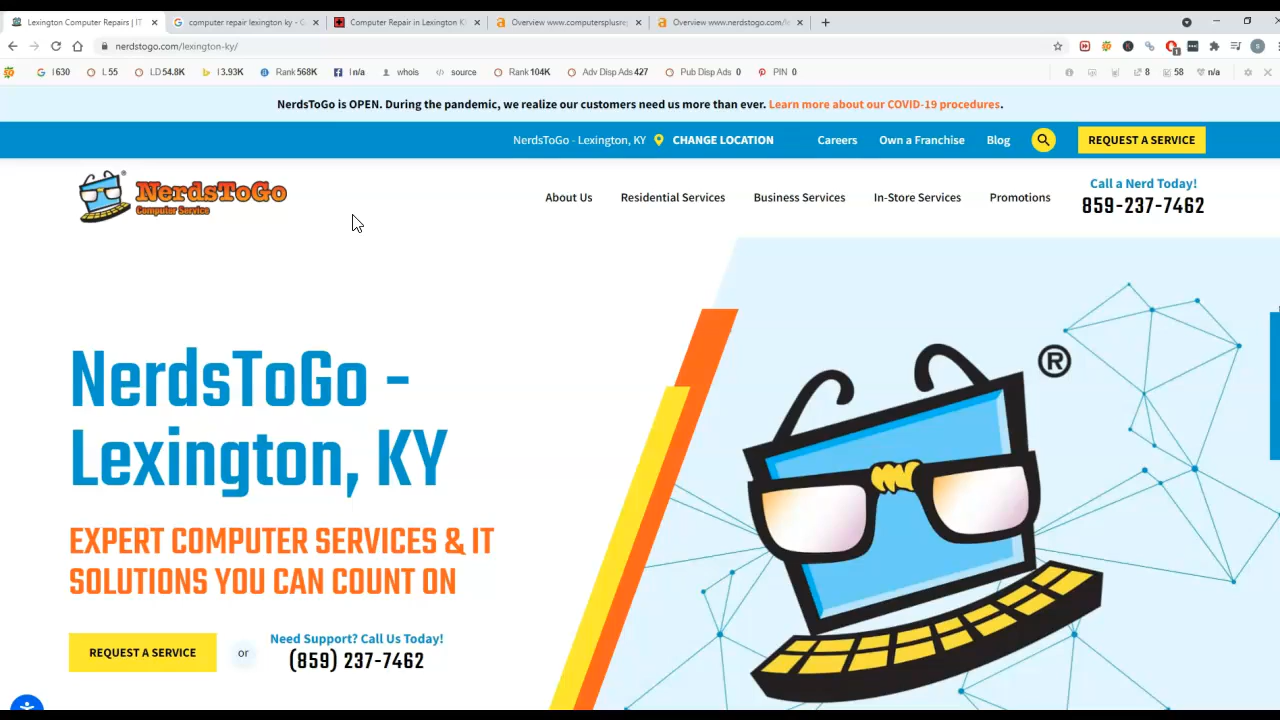 Lexington Computer Repairs | IT
computer repair lexington ky - G
Computer Repair in Lexington K
Overview www.computersplusre
Overview www.nerdstogo.com/le
nerdstogo.com/lexington-ky/
I 630
L 55
LD 54.8K
I 3.93K
Rank 568K
I n/a
whois
source
Rank 104K
Adv Disp Ads 427
Pub Disp Ads 0
PIN 0
8
58
n/a
NerdsToGo is OPEN. During the pandemic, we realize our customers need us more than ever. Learn more about our COVID-19 procedures.
NerdsToGo - Lexington, KY
CHANGE LOCATION
Careers
Own a Franchise
Blog
REQUEST A SERVICE
NerdsToGo
Computer Service
About Us
Residential Services
Business Services
In-Store Services
Promotions
Call a Nerd Today!
859-237-7462
NerdsToGo -
Lexington, KY
EXPERT COMPUTER SERVICES & IT
SOLUTIONS YOU CAN COUNT ON
REQUEST A SERVICE
or
Need Support? Call Us Today!
(859) 237-7462
®